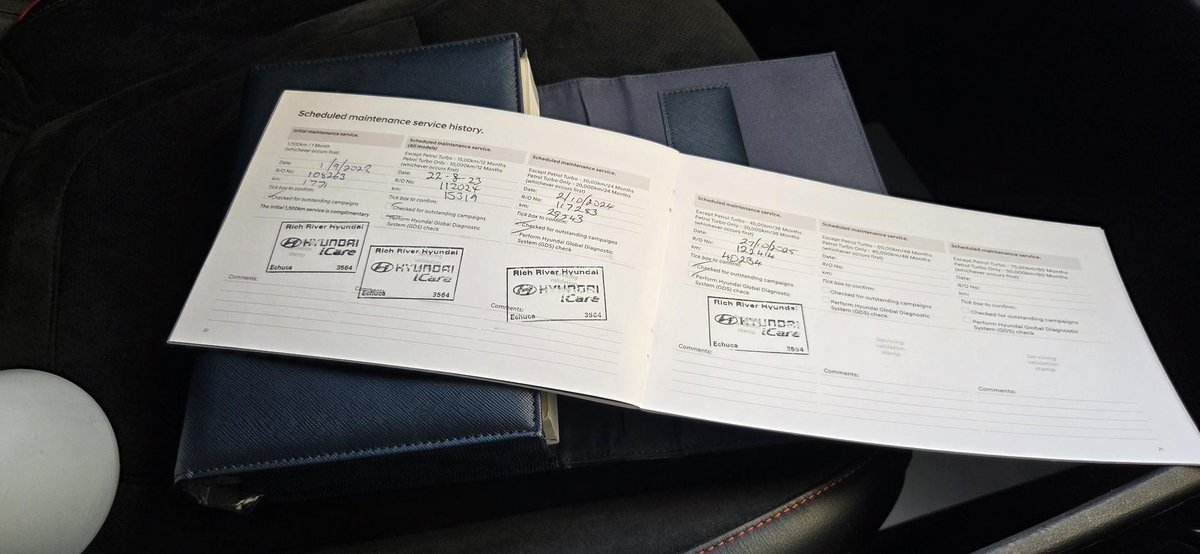 Scheduled maintenance service history.
Initial maintenance service.
1,500km / 1 Month
(whichever occurs first)
Date: 1/9/2022
R/O No: 108263
km: 1771
Tick box to confirm:
Checked for outstanding campaigns
The initial 1,500km service is complimentary
Rich River Hyundai
HYUNDAI
iCare
stamp
Echuca 3564
Comments:
20
Scheduled maintenance service.
(All models)
Except Petrol Turbo - 15,000km/12 Months
Petrol Turbo Only - 10,000km/12 Months
(whichever occurs first)
Date: 22-8-23
R/O No: 112024
km: 15319
Tick box to confirm:
Checked for outstanding campaigns
Perform Hyundai Global Diagnostic
System (GDS) check
Rich River Hyundai
HYUNDAI
iCare
Echuca 3564
Scheduled maintenance service.
Except Petrol Turbo - 30,000km/24 Months
Petrol Turbo Only - 20,000km/24 Months
(whichever occurs first)
Date: 2/10/2024
R/O No: 117283
km: 29243
Tick box to confirm:
Checked for outstanding campaigns
Perform Hyundai Global Diagnostic
System (GDS) check
Rich River Hyundai
HYUNDAI
iCare
Comments:
Echuca 3564
Scheduled maintenance service.
Except Petrol Turbo - 45,000km/36 Months
Petrol Turbo Only - 30,000km/36 Months
(whichever occurs first)
Date: 27/10/2025
R/O No:
km: 40234
Tick box to confirm:
Checked for outstanding campaigns
Perform Hyundai Global Diagnostic
System (GDS) check
Rich River Hyundai
HYUNDAI
iCare
stamp
Echuca 3564
Comments:
Scheduled maintenance service.
Except Petrol Turbo - 60,000km/48 Months
Petrol Turbo Only - 40,000km/48 Months
(whichever occurs first)
Date:
R/O No:
km:
Tick box to confirm:
Checked for outstanding campaigns
Perform Hyundai Global Diagnostic
System (GDS) check
Servicing
validation
stamp
Comments:
Scheduled maintenance service.
Except Petrol Turbo - 75,000km/60 Months
Petrol Turbo Only - 50,000km/60 Months
(whichever occurs first)
Date:
R/O No:
km:
Tick box to confirm:
Checked for outstanding campaigns
Perform Hyundai Global Diagnostic
System (GDS) check
Servicing
validation
stamp
Comments:
21